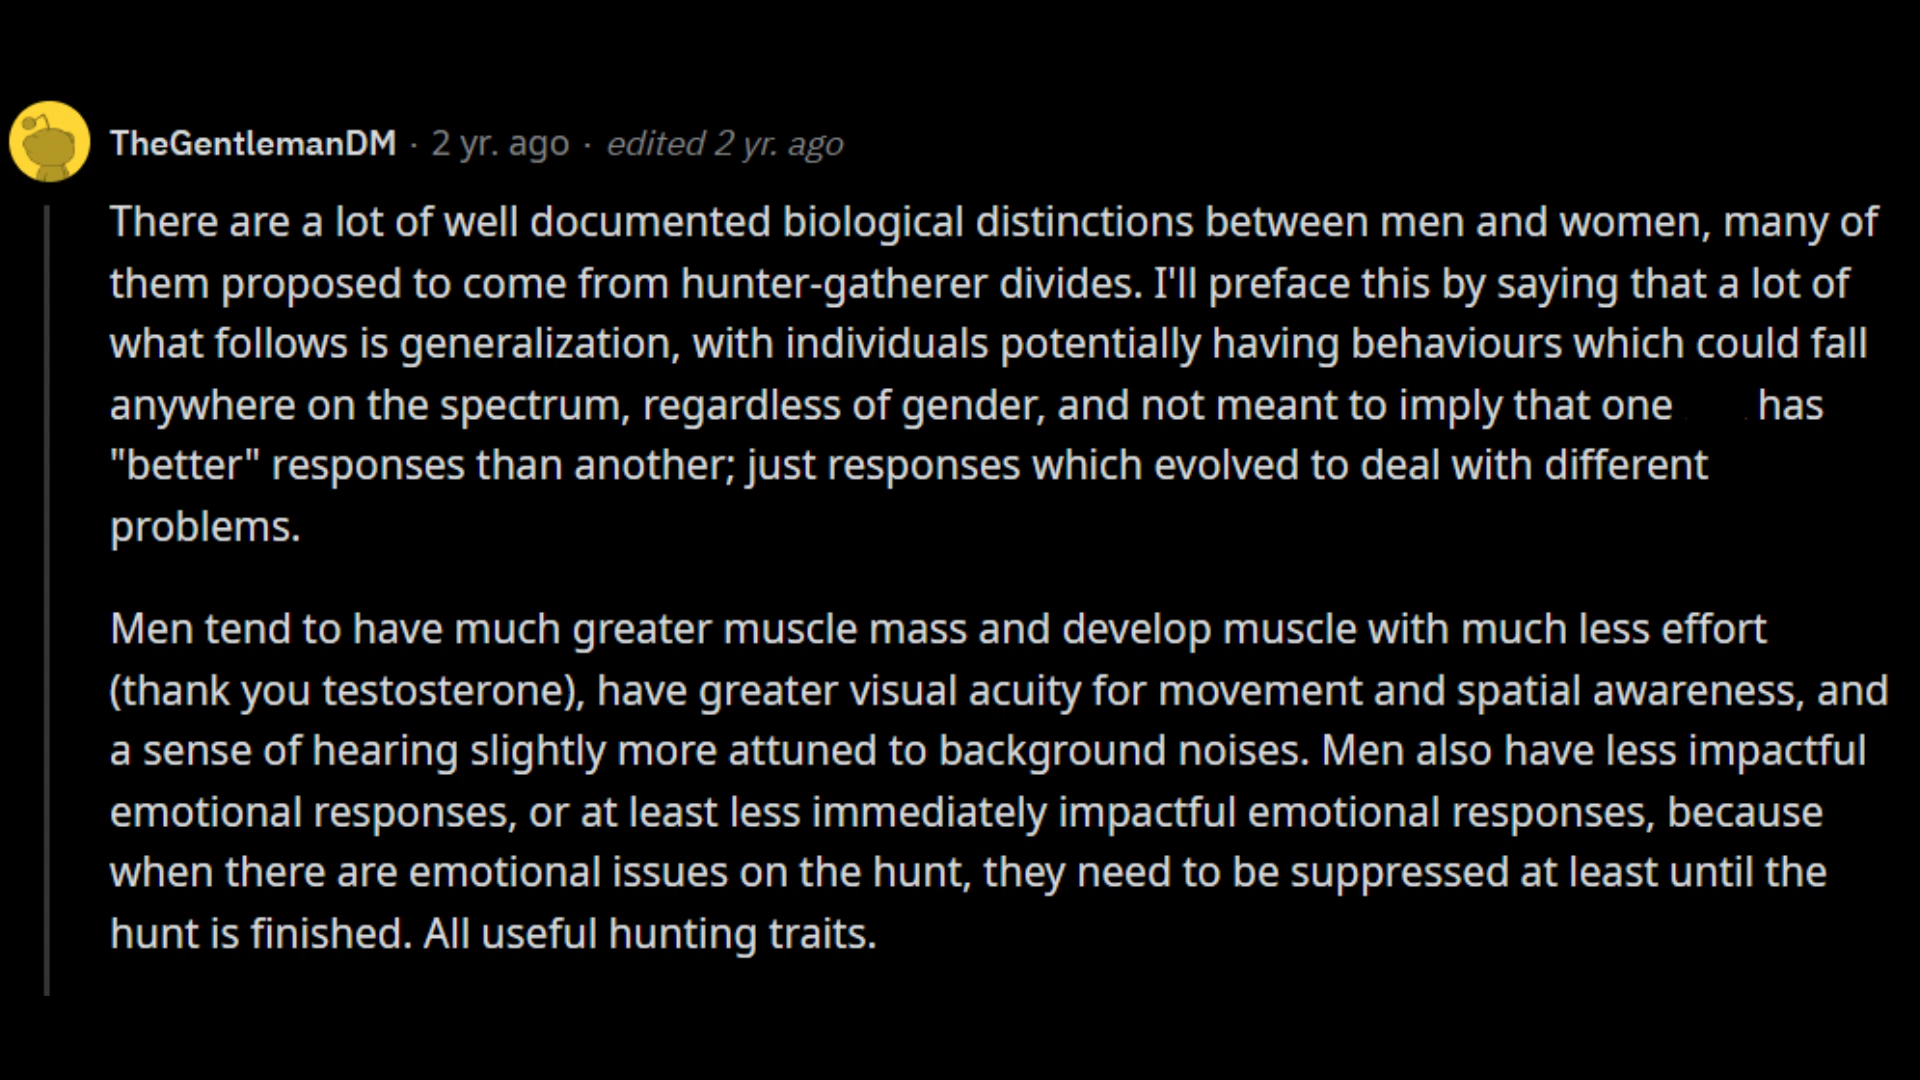 TheGentlemanDM · 2 yr. ago · edited 2 yr. ago
There are a lot of well documented biological distinctions between men and women, many of
them proposed to come from hunter-gatherer divides. I'll preface this by saying that a lot of
what follows is generalization, with individuals potentially having behaviours which could fall
anywhere on the spectrum, regardless of gender, and not meant to imply that one has
"better" responses than another; just responses which evolved to deal with different
problems.
Men tend to have much greater muscle mass and develop muscle with much less effort
(thank you testosterone), have greater visual acuity for movement and spatial awareness, and
a sense of hearing slightly more attuned to background noises. Men also have less impactful
emotional responses, or at least less immediately impactful emotional responses, because
when there are emotional issues on the hunt, they need to be suppressed at least until the
hunt is finished. All useful hunting traits.